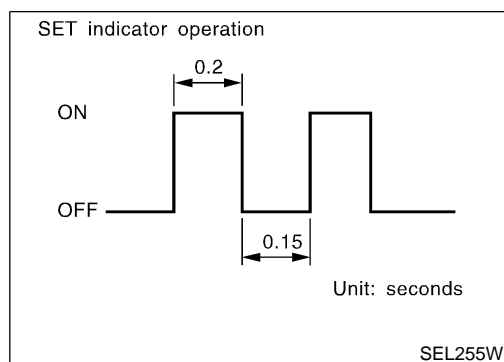 SET indicator operation
0.2
ON
OFF
0.15
Unit: seconds
SEL255W